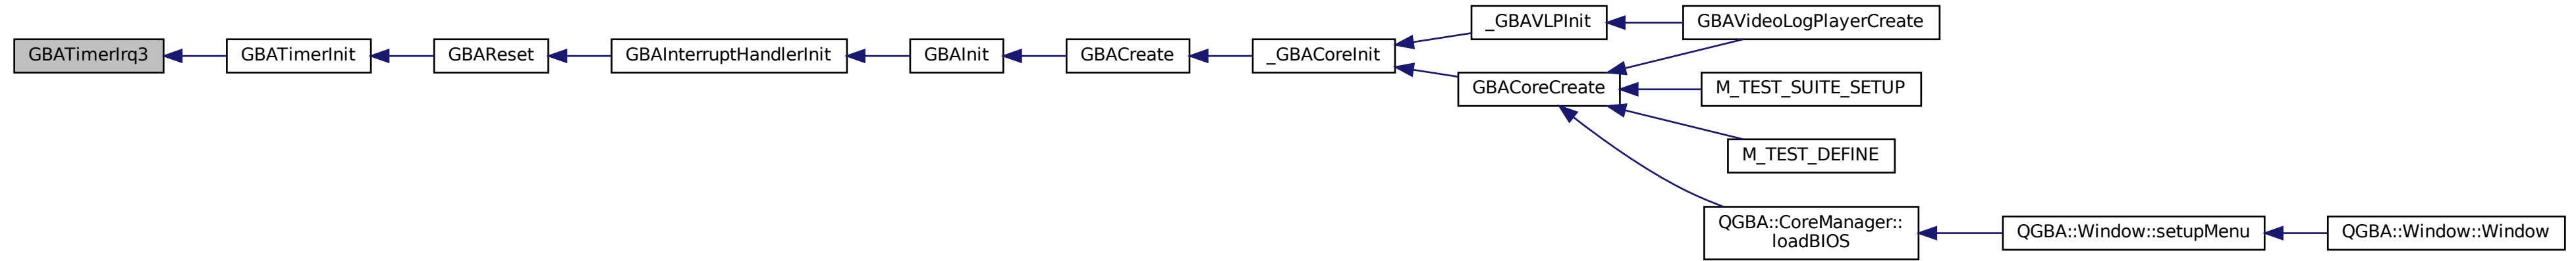 GBATimerIrq3
GBATimerInit
GBAReset
GBAInterruptHandlerInit
GBAInit
GBACreate
_GBACoreInit
_GBAVLPInit
GBAVideoLogPlayerCreate
GBACoreCreate
M_TEST_SUITE_SETUP
M_TEST_DEFINE
QGBA::CoreManager::
loadBIOS
QGBA::Window::setupMenu
QGBA::Window::Window